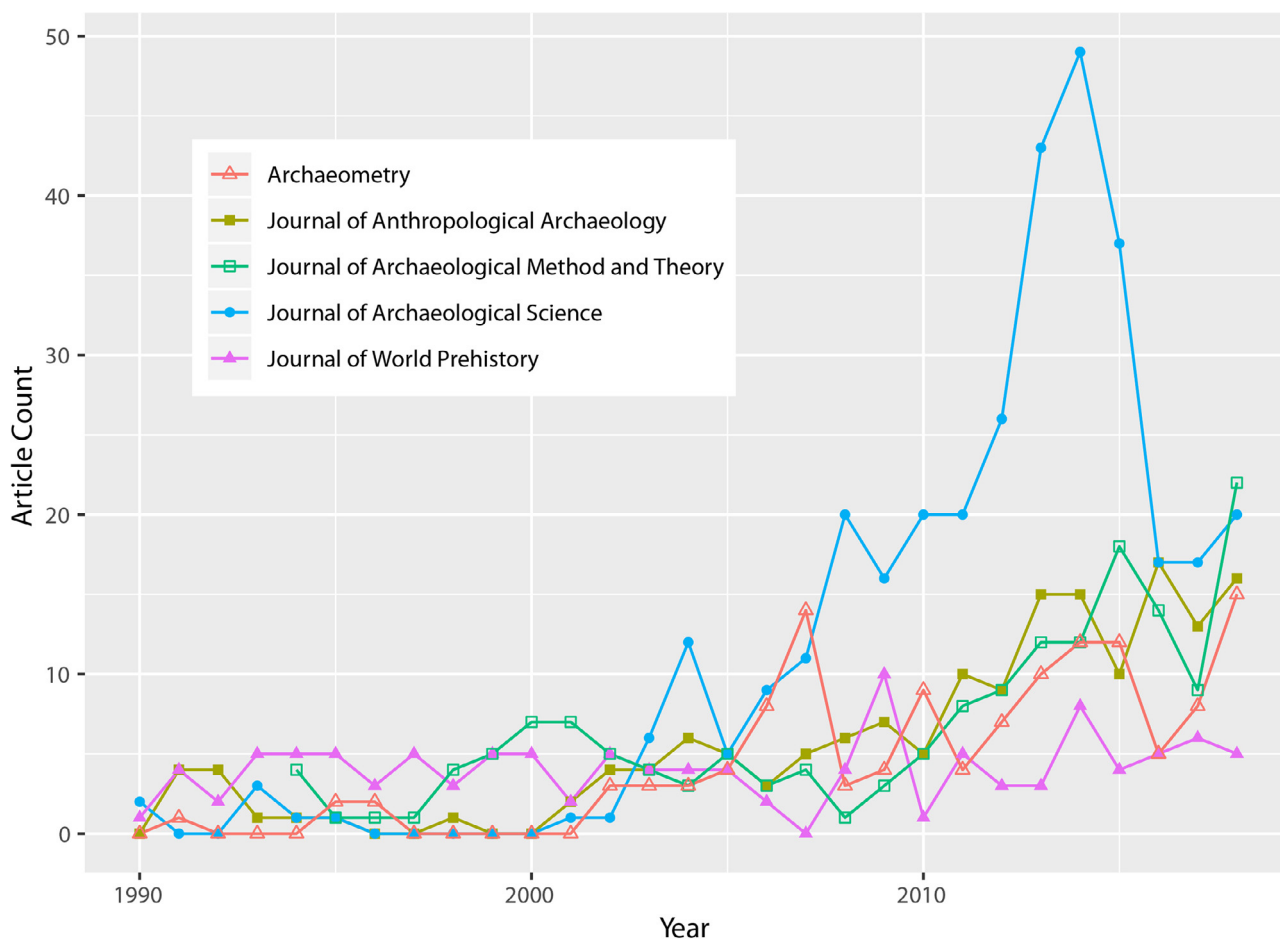 50
40
30
20
10
0
Article Count
Archaeometry
Journal of Anthropological Archaeology
Journal of Archaeological Method and Theory
Journal of Archaeological Science
Journal of World Prehistory
1990
2000
2010
Year